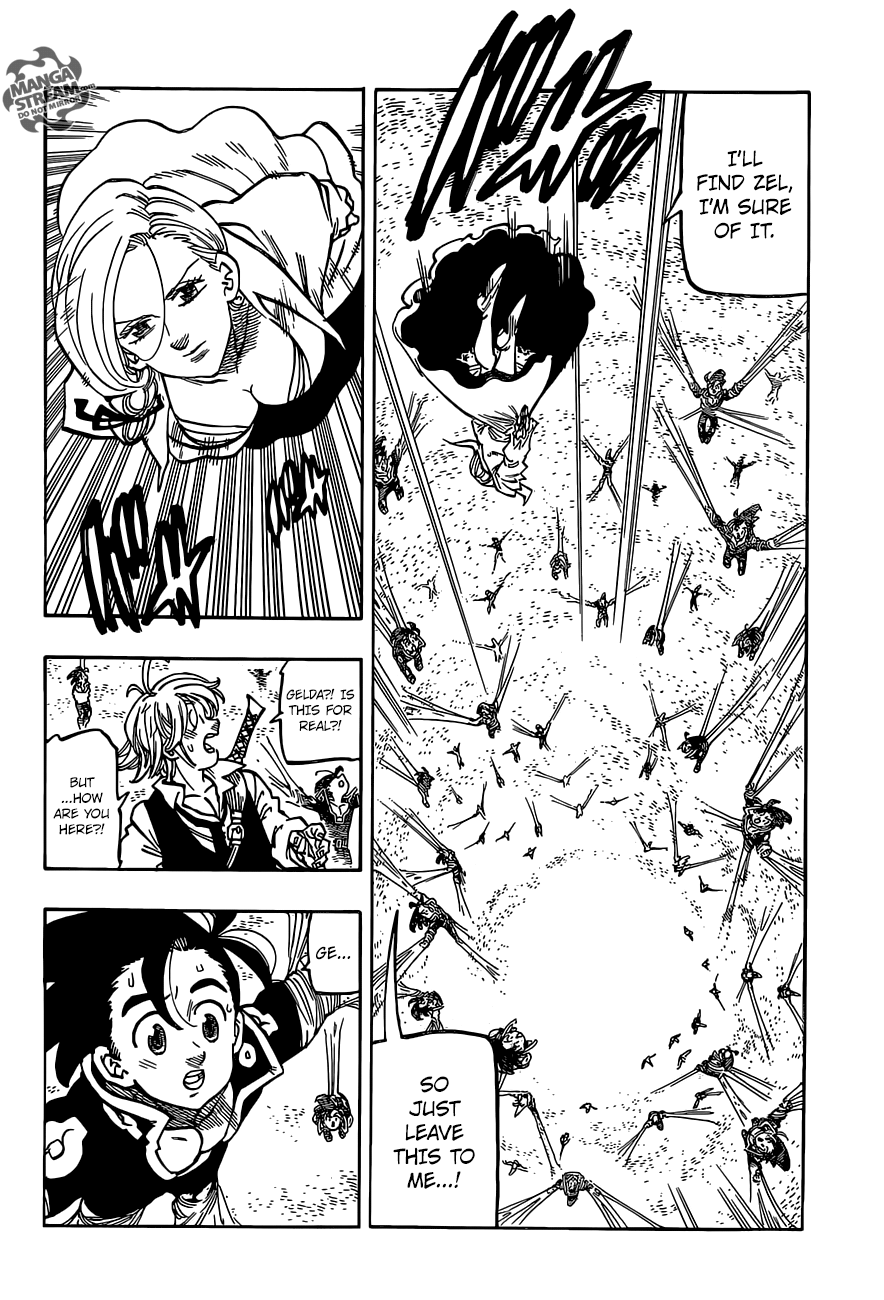 MANGA
STREAM.com
DO NOT MIRROR
I'LL
FIND ZEL,
I'M SURE
OF IT.
SO
JUST
LEAVE
THIS TO
ME...!
GELDA?! IS
THIS FOR
REAL?!
BUT
...HOW
ARE YOU
HERE?!
GE...